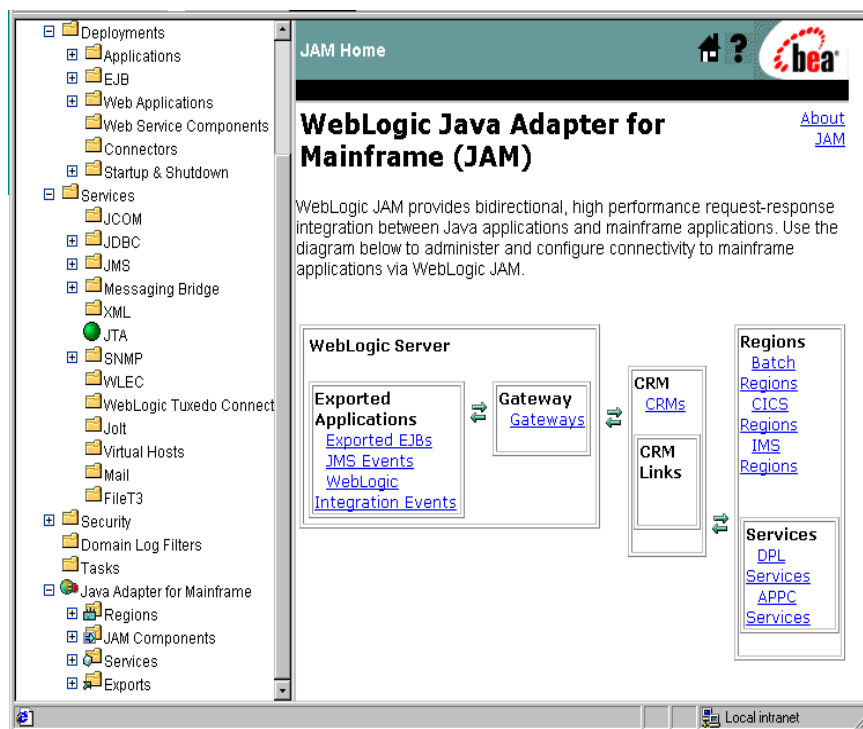 Deployments
Applications
EJB
Web Applications
Web Service Components
Connectors
Startup & Shutdown
Services
JCOM
JDBC
JMS
Messaging Bridge
XML
JTA
SNMP
WLEC
WebLogic Tuxedo Connect
Jolt
Virtual Hosts
Mail
FileT3
Security
Domain Log Filters
Tasks
Java Adapter for Mainframe
Regions
JAM Components
Services
Exports
JAM Home
?
bea
WebLogic Java Adapter for
Mainframe (JAM)
About
JAM
WebLogic JAM provides bidirectional, high performance request-response
integration between Java applications and mainframe applications. Use the
diagram below to administer and configure connectivity to mainframe
applications via WebLogic JAM.
WebLogic Server
Exported
Applications
Exported EJBs
JMS Events
WebLogic
Integration Events
Gateway
Gateways
CRM
CRMs
CRM
Links
Regions
Batch
Regions
CICS
Regions
IMS
Regions
Services
DPL
Services
APPC
Services
Local intranet